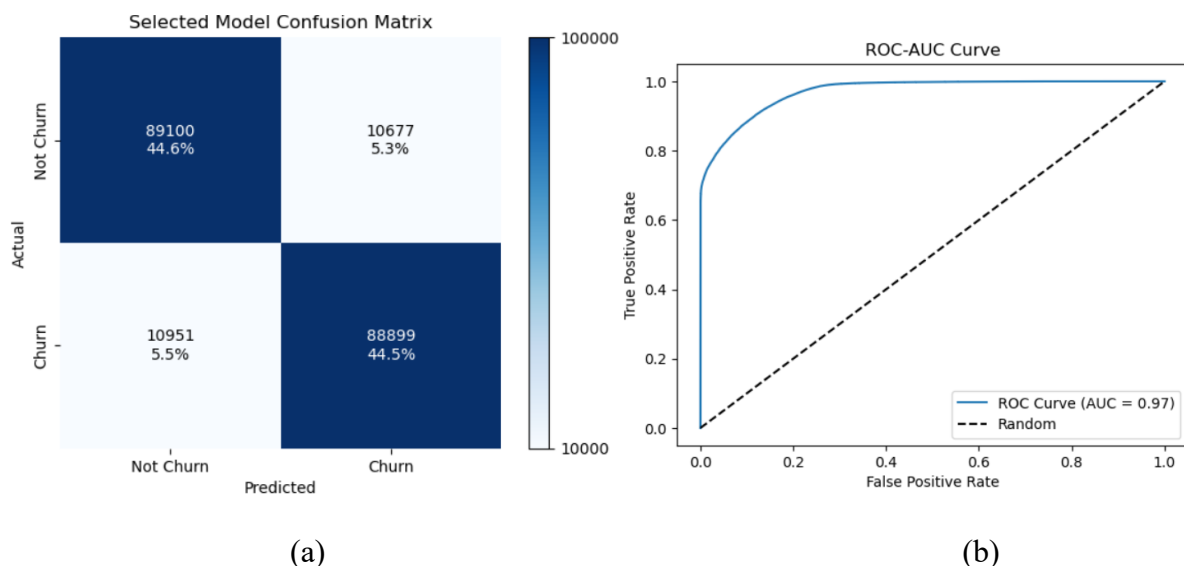 Selected Model Confusion Matrix
Actual
Not Churn
Churn
89100
44.6%
10677
5.3%
10951
5.5%
88899
44.5%
Not Churn
Churn
Predicted
100000
10000
(a)
ROC-AUC Curve
True Positive Rate
1.0
0.8
0.6
0.4
0.2
0.0
ROC Curve (AUC = 0.97)
Random
0.0
0.2
0.4
0.6
0.8
1.0
False Positive Rate
(b)